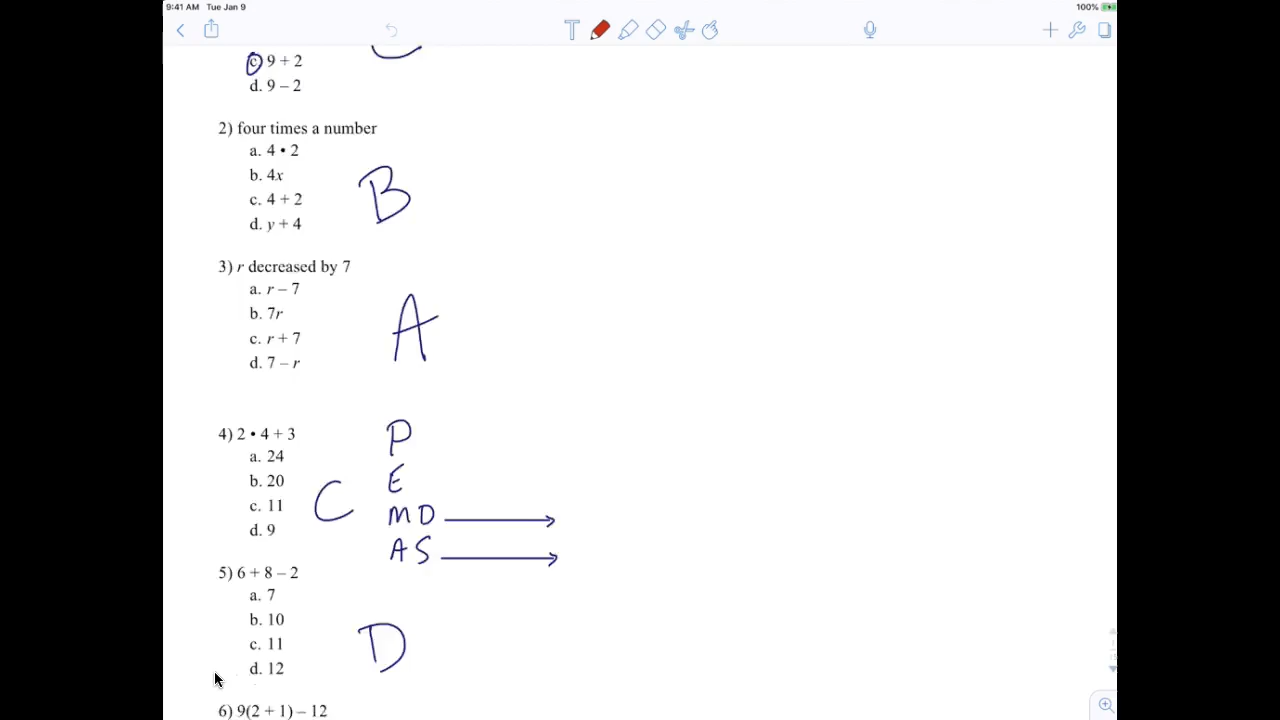 9:41 AM Tue Jan 9
100%
T
c. 9 + 2
d. 9 – 2
2) four times a number
a. 4 • 2
b. 4x
c. 4 + 2
d. y + 4
B
3) r decreased by 7
a. r – 7
b. 7r
c. r + 7
d. 7 – r
A
4) 2 • 4 + 3
a. 24
b. 20
c. 11
d. 9
C
P
E
M D
A S
5) 6 + 8 – 2
a. 7
b. 10
c. 11
d. 12
D
6) 9(2 + 1) – 12